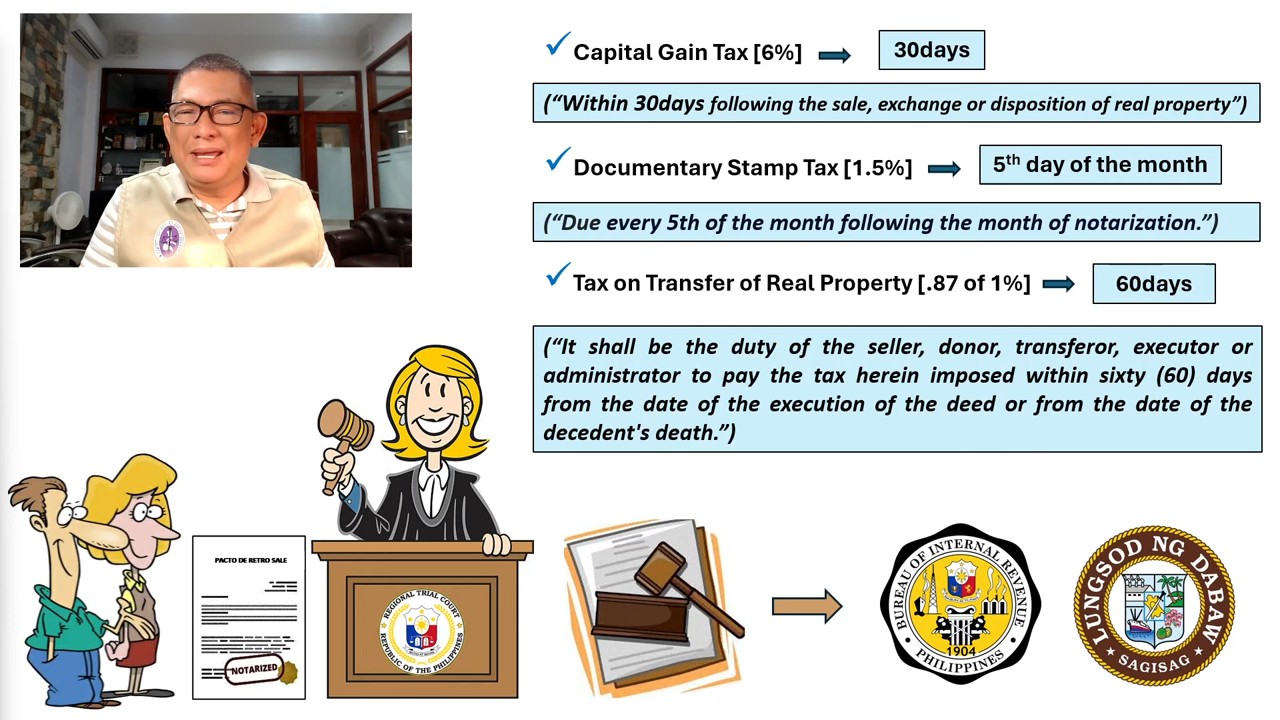 Capital Gain Tax [6%]
30days
(“Within 30days following the sale, exchange or disposition of real property”)
Documentary Stamp Tax [1.5%]
5th day of the month
(“Due every 5th of the month following the month of notarization.”)
Tax on Transfer of Real Property [.87 of 1%]
60days
(“It shall be the duty of the seller, donor, transferor, executor or
administrator to pay the tax herein imposed within sixty (60) days
from the date of the execution of the deed or from the date of the
decedent's death.”)
PACTO DE RETRO SALE
NOTARIZED
REGIONAL TRIAL COURT
REPUBLIC OF THE PHILIPPINES
BUREAU OF INTERNAL REVENUE
1904
PHILIPPINES
LUNGSOD NG DABAW
SAGISAG